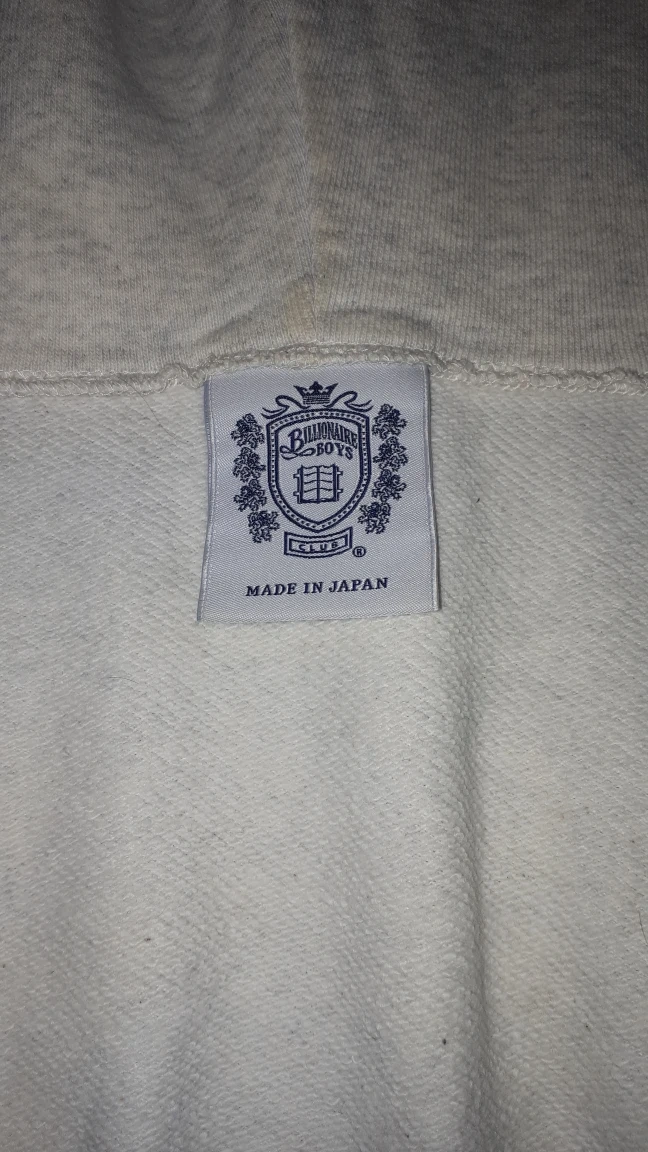 BILLIONAIRE
BOYS
CLUB ®
MADE IN JAPAN